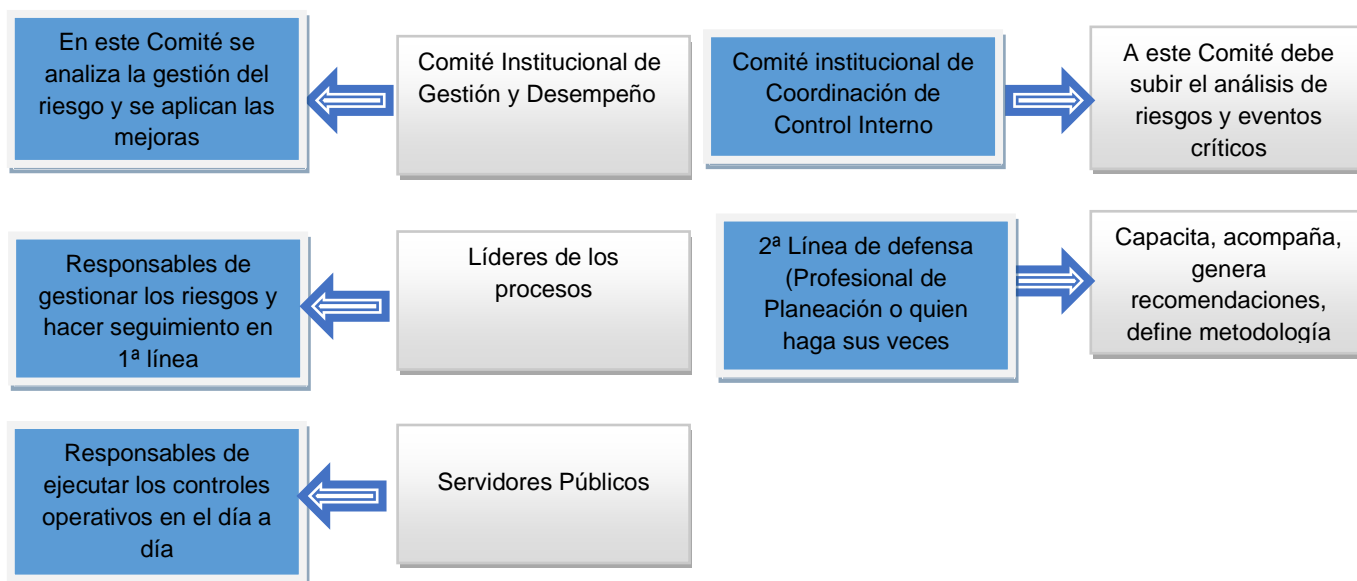 En este Comité se
analiza la gestión del
riesgo y se aplican las
mejoras
Comité Institucional de
Gestión y Desempeño
Comité institucional de
Coordinación de
Control Interno
A este Comité debe
subir el análisis de
riesgos y eventos
críticos
Responsables de
gestionar los riesgos y
hacer seguimiento en
1ª línea
Líderes de los
procesos
2ª Línea de defensa
(Profesional de
Planeación o quien
haga sus veces
Capacita, acompaña,
genera
recomendaciones,
define metodología
Responsables de
ejecutar los controles
operativos en el día a
día
Servidores Públicos